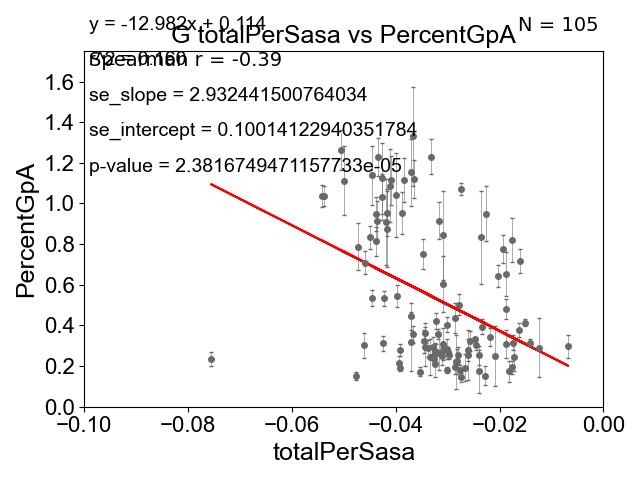 y = -12.982x + 0.114
N = 105
G totalPerSasa vs PercentGpA
Spearman r = -0.39
se_slope = 2.932441500764034
se_intercept = 0.10014122940351784
p-value = 2.3816749471157733e-05
PercentGpA
1.6
1.4
1.2
1.0
0.8
0.6
0.4
0.2
0.0
−0.10
−0.08
−0.06
−0.04
−0.02
0.00
totalPerSasa